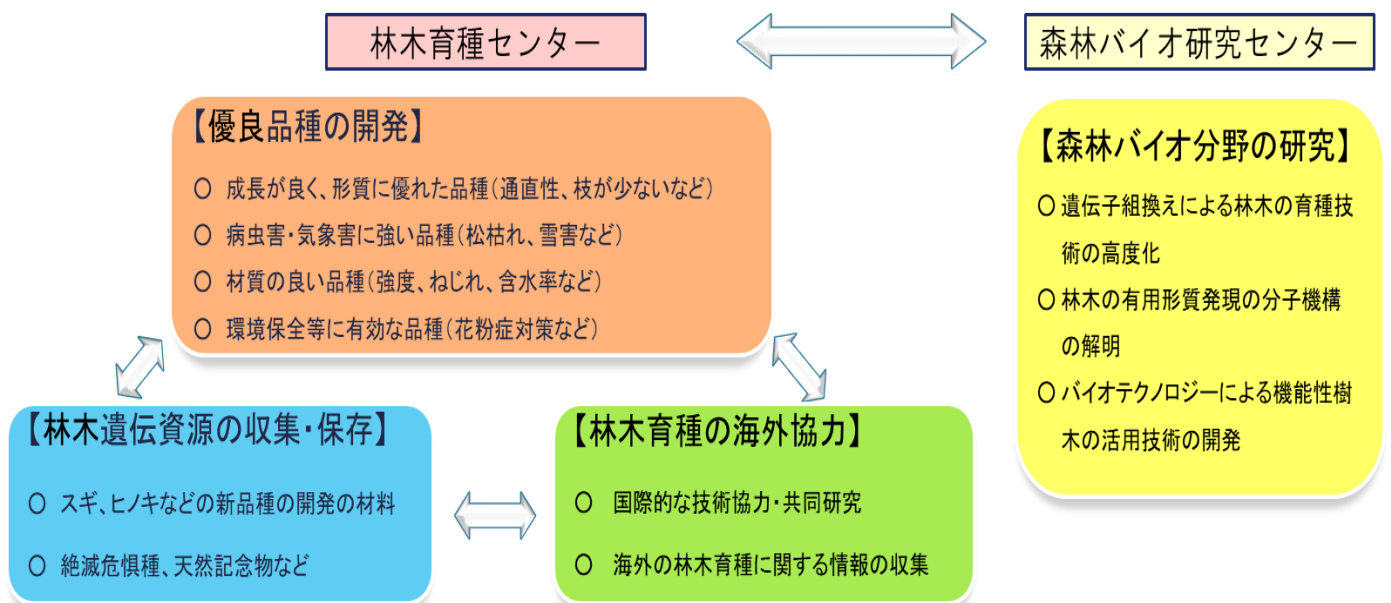 林木育種センター
森林バイオ研究センター
【優良品種の開発】
○ 成長が良く、形質に優れた品種(通直性、枝が少ないなど)
○ 病虫害・気象害に強い品種(松枯れ、雪害など)
○ 材質の良い品種(強度、ねじれ、含水率など)
○ 環境保全等に有効な品種(花粉症対策など)
【森林バイオ分野の研究】
○ 遺伝子組換えによる林木の育種技
術の高度化
○ 林木の有用形質発現の分子機構
の解明
○ バイオテクノロジーによる機能性樹
木の活用技術の開発
【林木遺伝資源の収集・保存】
○ スギ、ヒノキなどの新品種の開発の材料
○ 絶滅危惧種、天然記念物など
【林木育種の海外協力】
○ 国際的な技術協力・共同研究
○ 海外の林木育種に関する情報の収集